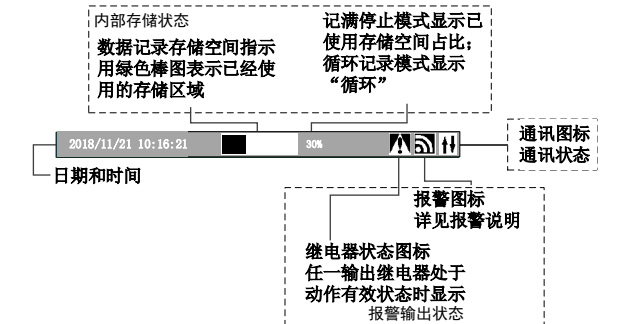 内部存储状态
数据记录存储空间指示
用绿色棒图表示已经使
用的存储区域
记满停止模式显示已
使用存储空间占比；
循环记录模式显示
“循环”
2018/11/21 10:16:21
30%
通讯图标
通讯状态
日期和时间
报警图标
详见报警说明
继电器状态图标
任一输出继电器处于
动作有效状态时显示
报警输出状态